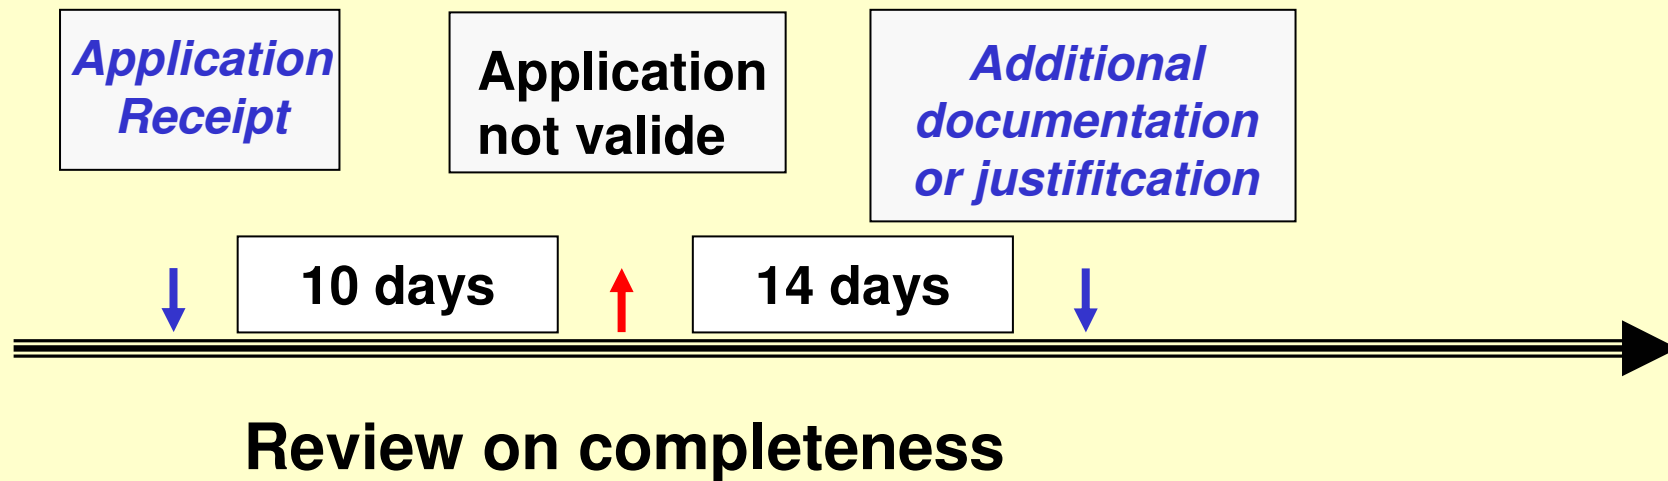 Application
Receipt
Application
not valide
Additional
documentation
or justifitcation
10 days
14 days
Review on completeness